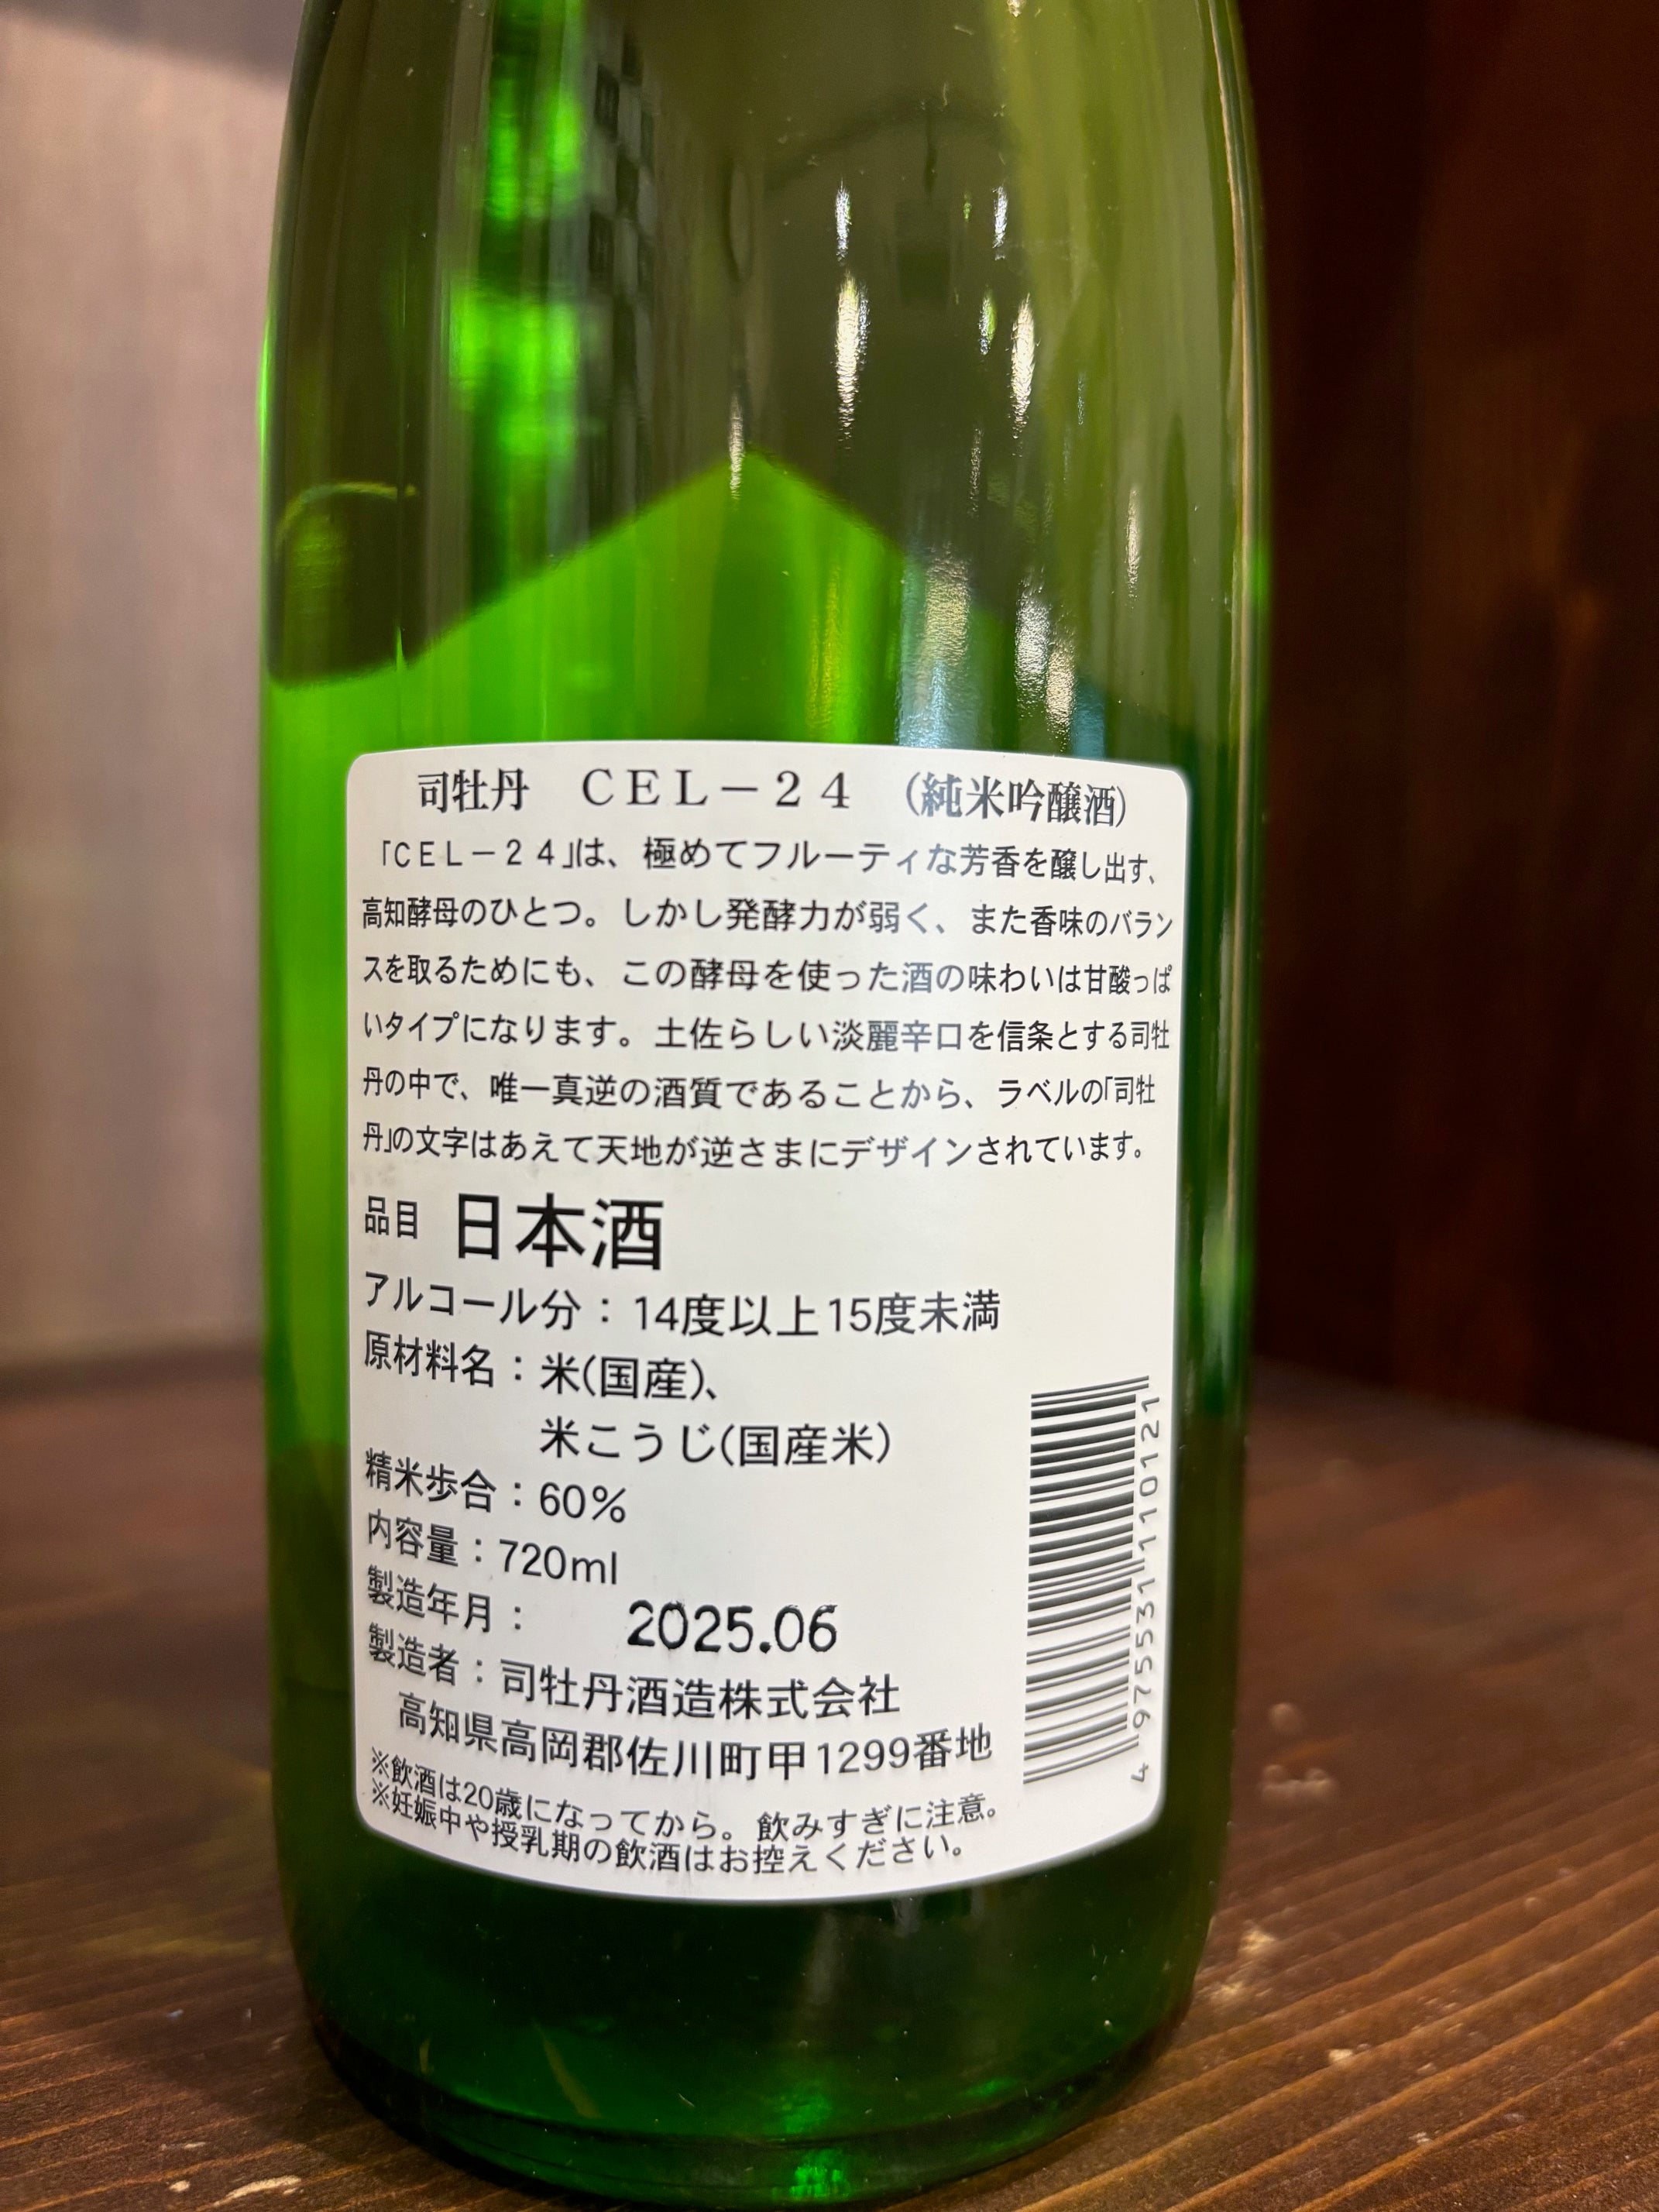 司牡丹　ＣＥＬ－２４　（純米吟醸酒）
「ＣＥＬ－２４」は、極めてフルーティな芳香を醸し出す、
高知酵母のひとつ。しかし発酵力が弱く、また香味のバラン
スを取るためにも、この酵母を使った酒の味わいは甘酸っぱ
いタイプになります。土佐らしい淡麗辛口を信条とする司牡
丹の中で、唯一真逆の酒質であることから、ラベルの「司牡
丹」の文字はあえて天地が逆さまにデザインされています。
品目　日本酒
アルコール分：14度以上15度未満
原材料名：米(国産)、
米こうじ(国産米)
精米歩合：60％
内容量：720ml
製造年月：　2025.06
製造者：司牡丹酒造株式会社
高知県高岡郡佐川町甲1299番地
※飲酒は20歳になってから。飲みすぎに注意。
※妊娠中や授乳期の飲酒はお控えください。
4 975531 110121